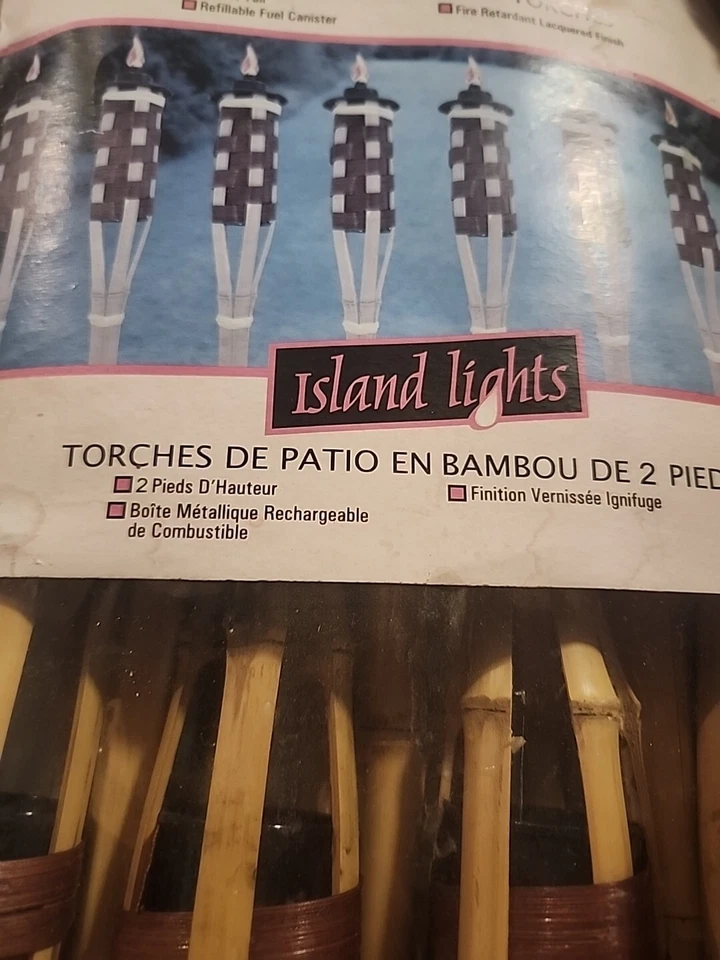 Refillable Fuel Canister
Fire Retardant Lacquered Finish
TORCHES
Island lights
TORCHES DE PATIO EN BAMBOU DE 2 PIED
2 Pieds D'Hauteur
Finition Vernissée Ignifuge
Boîte Métallique Rechargeable
de Combustible